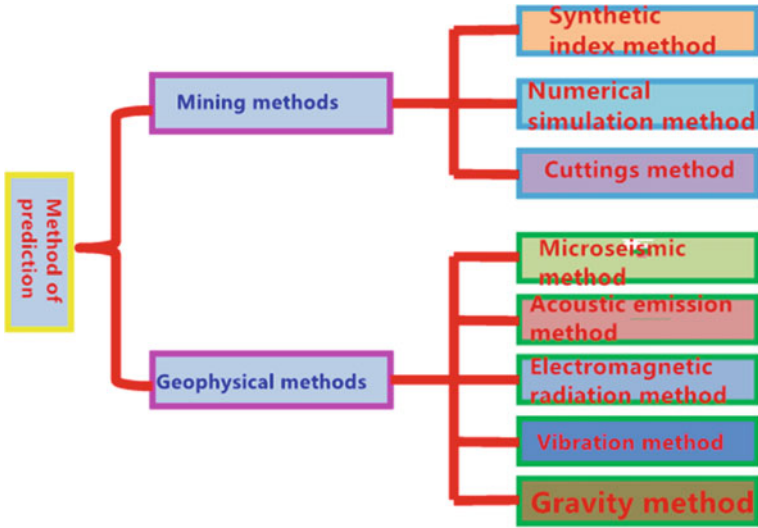 Method of
prediction
Mining methods
Geophysical methods
Synthetic
index method
Numerical
simulation method
Cuttings method
Microseismic
method
Acoustic emission
method
Electromagnetic
radiation method
Vibration method
Gravity method